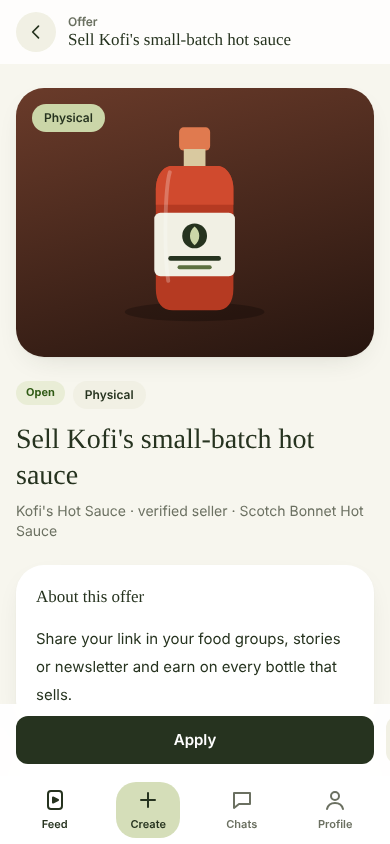 Offer
Sell Kofi's small-batch hot sauce
Physical
Open
Physical
Sell Kofi's small-batch hot
sauce
Kofi's Hot Sauce · verified seller · Scotch Bonnet Hot
Sauce
About this offer
Share your link in your food groups, stories
or newsletter and earn on every bottle that
sells.
Apply
Feed
Create
Chats
Profile